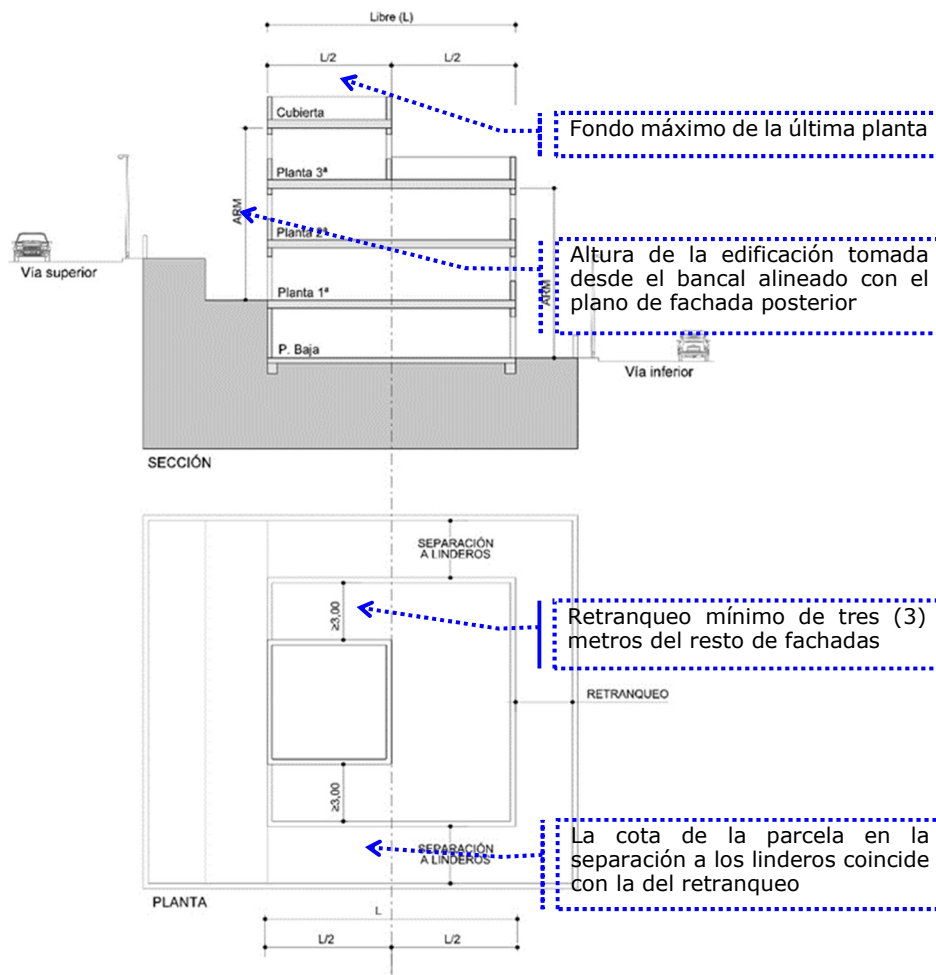 Libre (L)
L/2
L/2
Cubierta
Fondo máximo de la última planta
Planta 3ª
ARM
Planta 2ª
Vía superior
Altura de la edificación tomada
desde el bancal alineado con el
plano de fachada posterior
Planta 1ª
ARM
P. Baja
Vía inferior
SECCIÓN
SEPARACIÓN
A LINDEROS
≥3,00
Retranqueo mínimo de tres (3)
metros del resto de fachadas
RETRANQUEO
≥3,00
SEPARACIÓN
A LINDEROS
La cota de la parcela en la
separación a los linderos coincide
con la del retranqueo
PLANTA
L
L/2
L/2